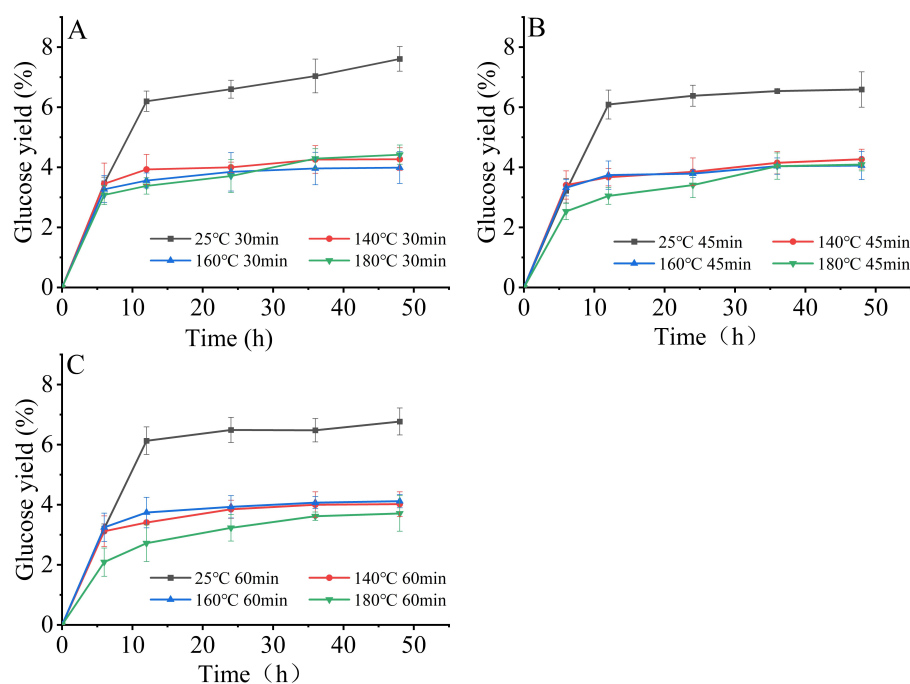 A
Glucose yield (%)
8
6
4
2
0
25℃ 30min
140℃ 30min
160℃ 30min
180℃ 30min
0 10 20 30 40 50
Time (h)
B
Glucose yield (%)
8
6
4
2
0
25℃ 45min
140℃ 45min
160℃ 45min
180℃ 45min
0 10 20 30 40 50
Time（h）
C
Glucose yield (%)
8
6
4
2
0
25℃ 60min
140℃ 60min
160℃ 60min
180℃ 60min
0 10 20 30 40 50
Time（h）